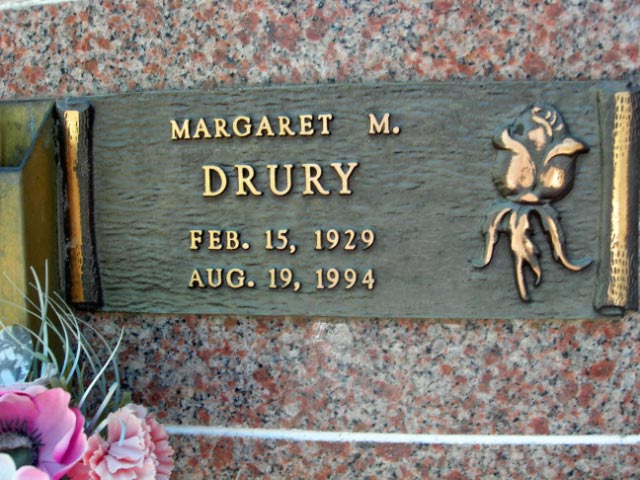 MARGARET M.
DRURY
FEB. 15, 1929
AUG. 19, 1994